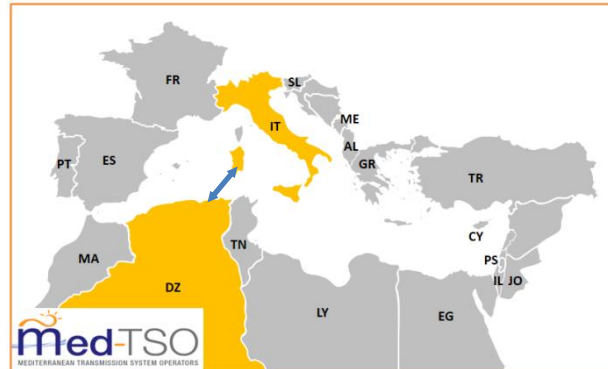 FR
SL
IT
ME
AL
GR
PT
ES
TR
CY
TN
MA
PS
DZ
IL
JO
LY
EG
Med-TSO
MEDITERRANEAN TRANSMISSION SYSTEM OPERATORS